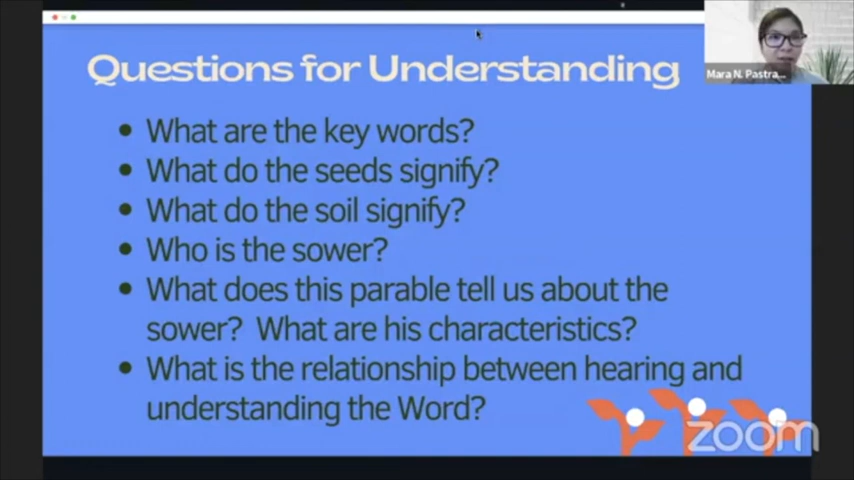 Mara N. Pastra...
Questions for Understanding
• What are the key words?
• What do the seeds signify?
• What do the soil signify?
• Who is the sower?
• What does this parable tell us about the
sower?  What are his characteristics?
• What is the relationship between hearing and
understanding the Word?
zoom